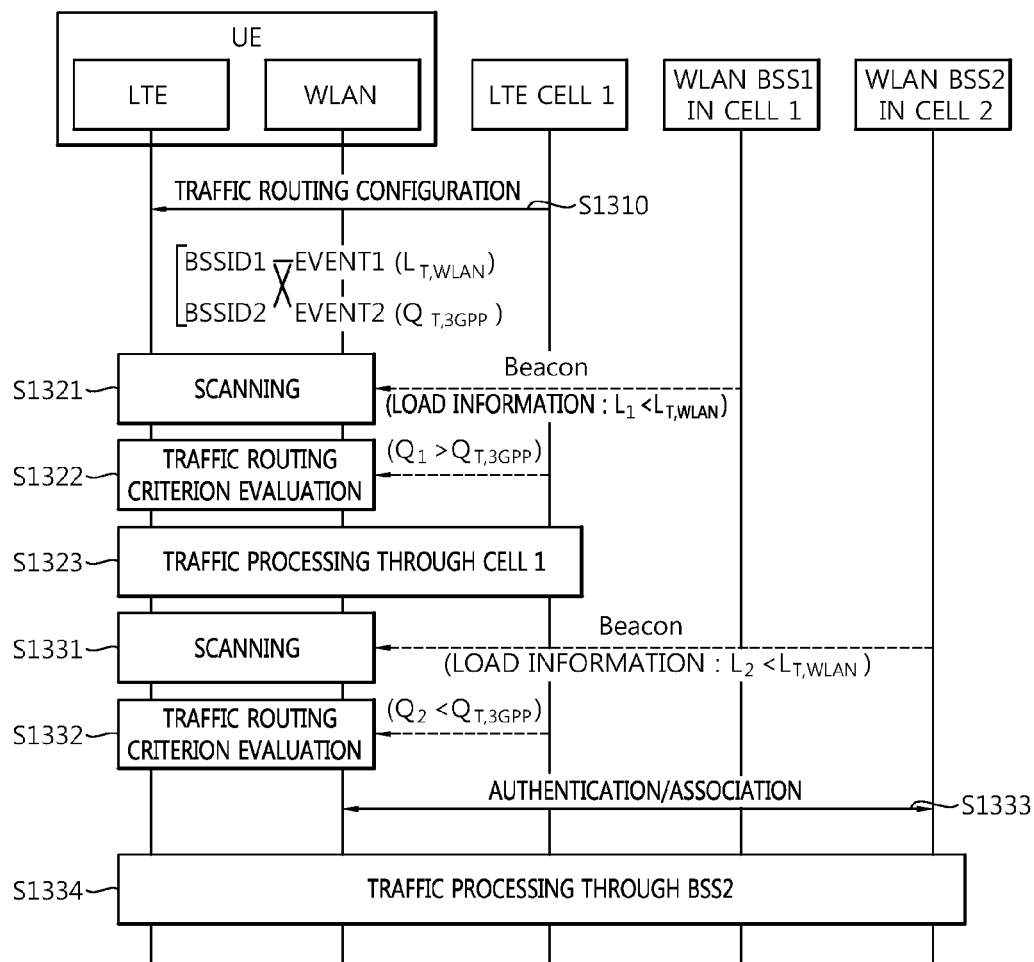 UE
LTE
WLAN
LTE CELL 1
WLAN BSS1
IN CELL 1
WLAN BSS2
IN CELL 2
TRAFFIC ROUTING CONFIGURATION
S1310
BSSID1 EVENT1 (L T,WLAN)
BSSID2 EVENT2 (Q T,3GPP)
S1321
SCANNING
Beacon
(LOAD INFORMATION : L1 <LT,WLAN)
S1322
TRAFFIC ROUTING
CRITERION EVALUATION
(Q1 >QT,3GPP)
S1323
TRAFFIC PROCESSING THROUGH CELL 1
S1331
SCANNING
Beacon
(LOAD INFORMATION : L2 <LT,WLAN)
S1332
TRAFFIC ROUTING
CRITERION EVALUATION
(Q2 <QT,3GPP)
AUTHENTICATION/ASSOCIATION
S1333
S1334
TRAFFIC PROCESSING THROUGH BSS2